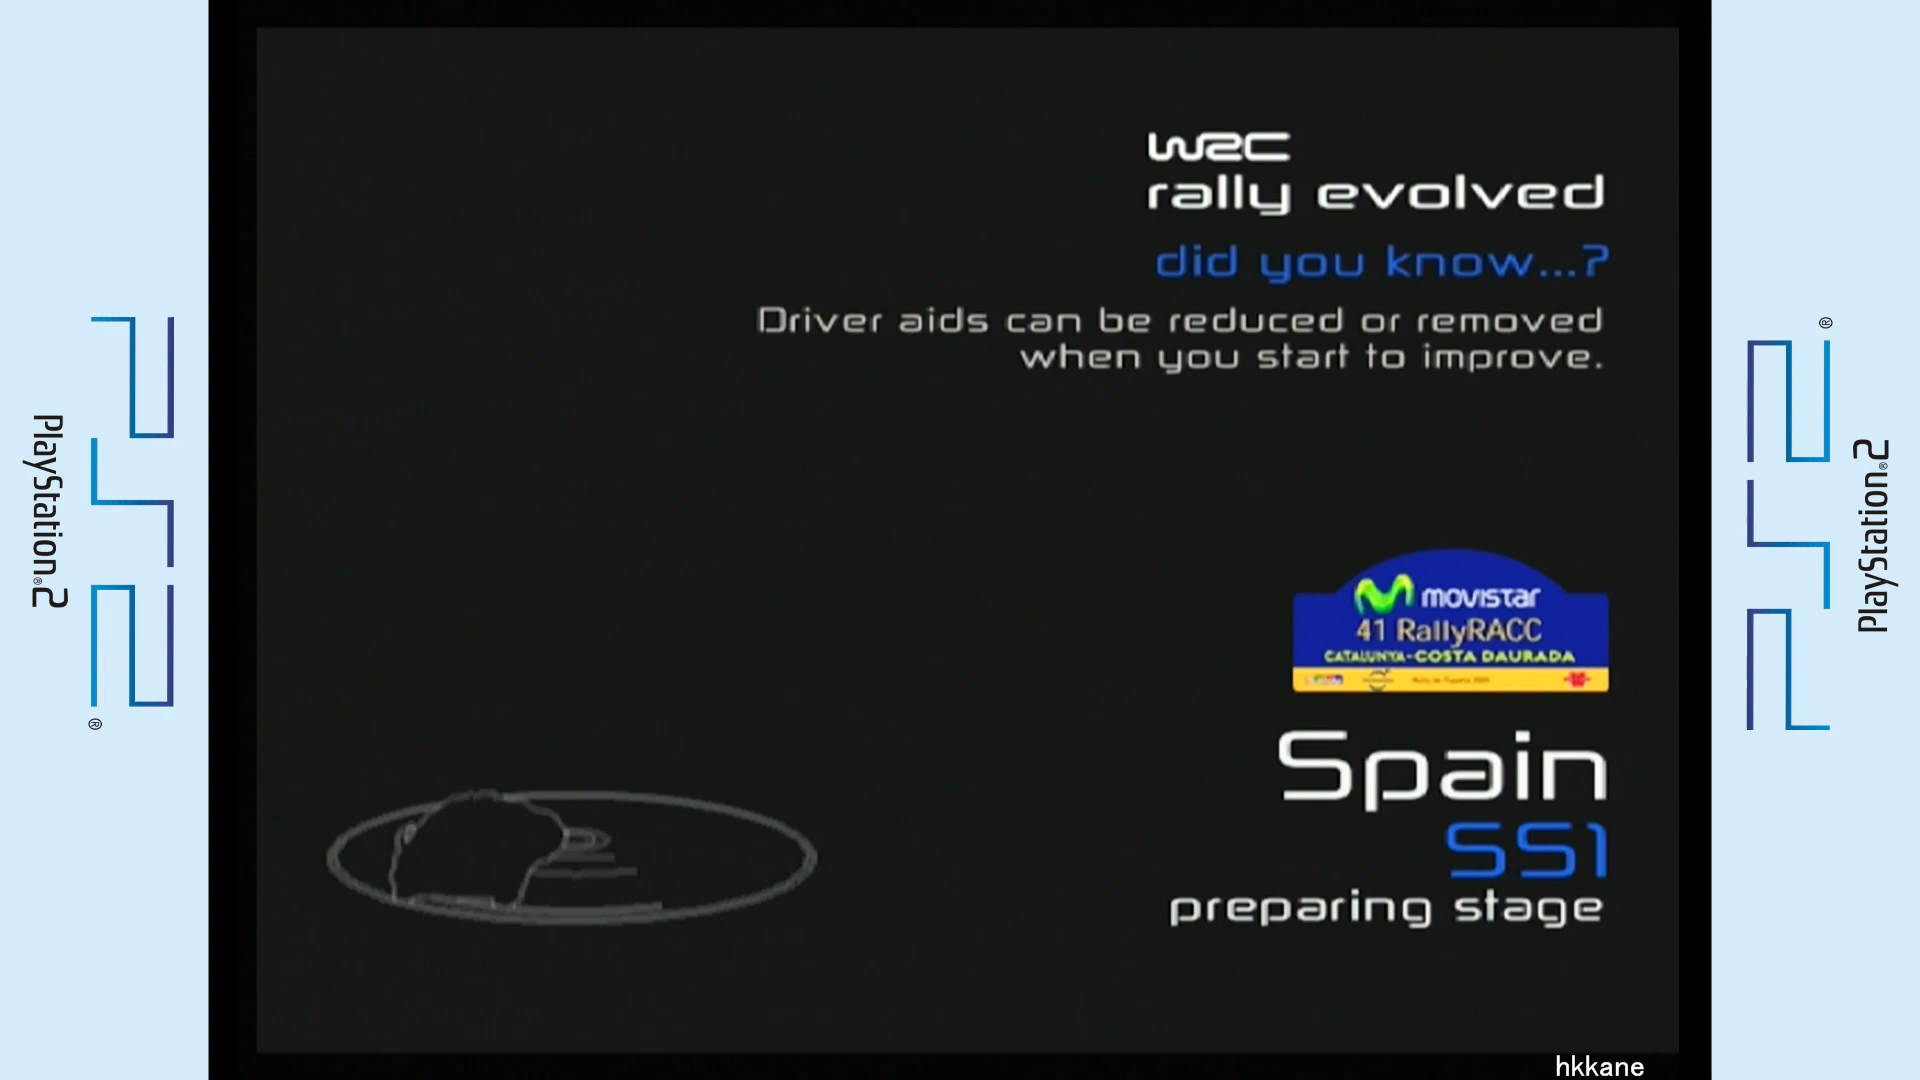 WRC
rally evolved
did you know...?
Driver aids can be reduced or removed
when you start to improve.
movistar
41 RallyRACC
CATALUNYA-COSTA DAURADA
Spain
SS1
preparing stage
PlayStation®2
®
PlayStation®2
®
hkkane